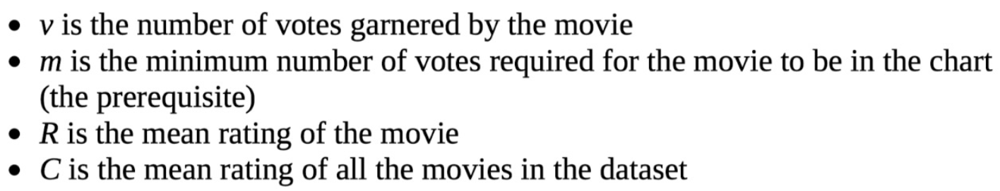 • v is the number of votes garnered by the movie
• m is the minimum number of votes required for the movie to be in the chart
(the prerequisite)
• R is the mean rating of the movie
• C is the mean rating of all the movies in the dataset